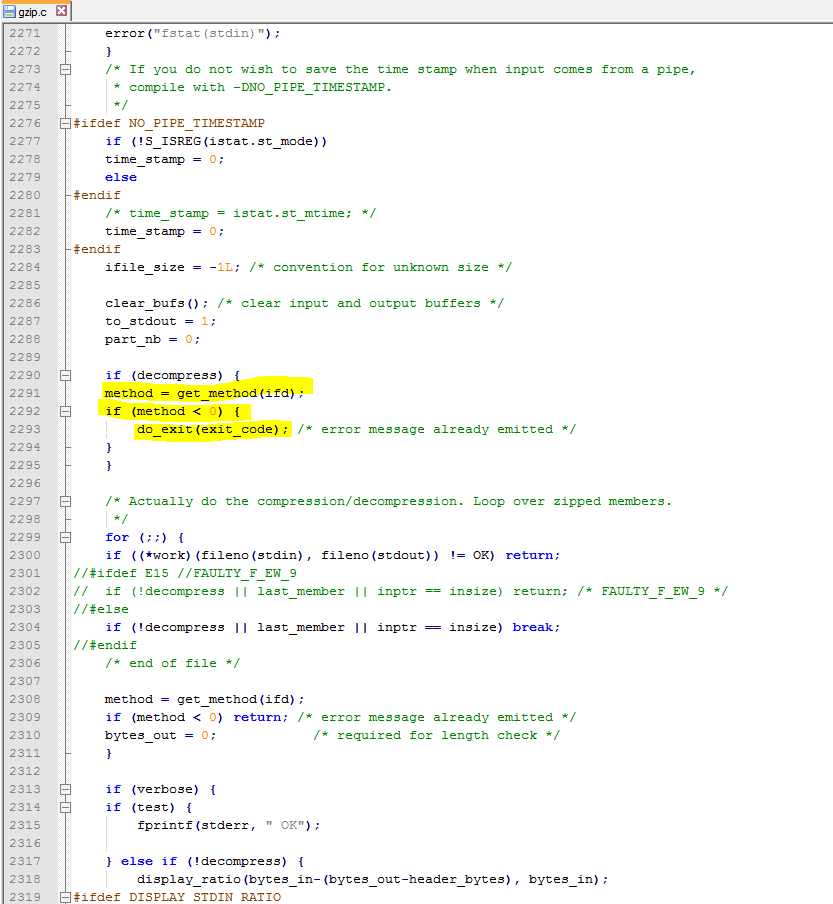 gzip.c
2271     error("fstat(stdin)");
2272     }
2273     /* If you do not wish to save the time stamp when input comes from a pipe,
2274      * compile with -DNO_PIPE_TIMESTAMP.
2275      */
2276 #ifdef NO_PIPE_TIMESTAMP
2277     if (!S_ISREG(istat.st_mode))
2278     time_stamp = 0;
2279     else
2280 #endif
2281     /* time_stamp = istat.st_mtime; */
2282     time_stamp = 0;
2283 #endif
2284     ifile_size = -1L; /* convention for unknown size */
2285
2286     clear_bufs(); /* clear input and output buffers */
2287     to_stdout = 1;
2288     part_nb = 0;
2289
2290     if (decompress) {
2291     method = get_method(ifd);
2292     if (method < 0) {
2293         do_exit(exit_code); /* error message already emitted */
2294     }
2295     }
2296
2297     /* Actually do the compression/decompression. Loop over zipped members.
2298      */
2299     for (;;) {
2300     if ((*work)(fileno(stdin), fileno(stdout)) != OK) return;
2301 //#ifdef E15 //FAULTY_F_EW_9
2302 //  if (!decompress || last_member || inptr == insize) return; /* FAULTY_F_EW_9 */
2303 //#else
2304     if (!decompress || last_member || inptr == insize) break;
2305 //#endif
2306     /* end of file */
2307
2308     method = get_method(ifd);
2309     if (method < 0) return; /* error message already emitted */
2310     bytes_out = 0;            /* required for length check */
2311     }
2312
2313     if (verbose) {
2314     if (test) {
2315         fprintf(stderr, " OK");
2316
2317     } else if (!decompress) {
2318         display_ratio(bytes_in-(bytes_out-header_bytes), bytes_in);
2319 #ifdef DISPLAY_STDIN_RATIO